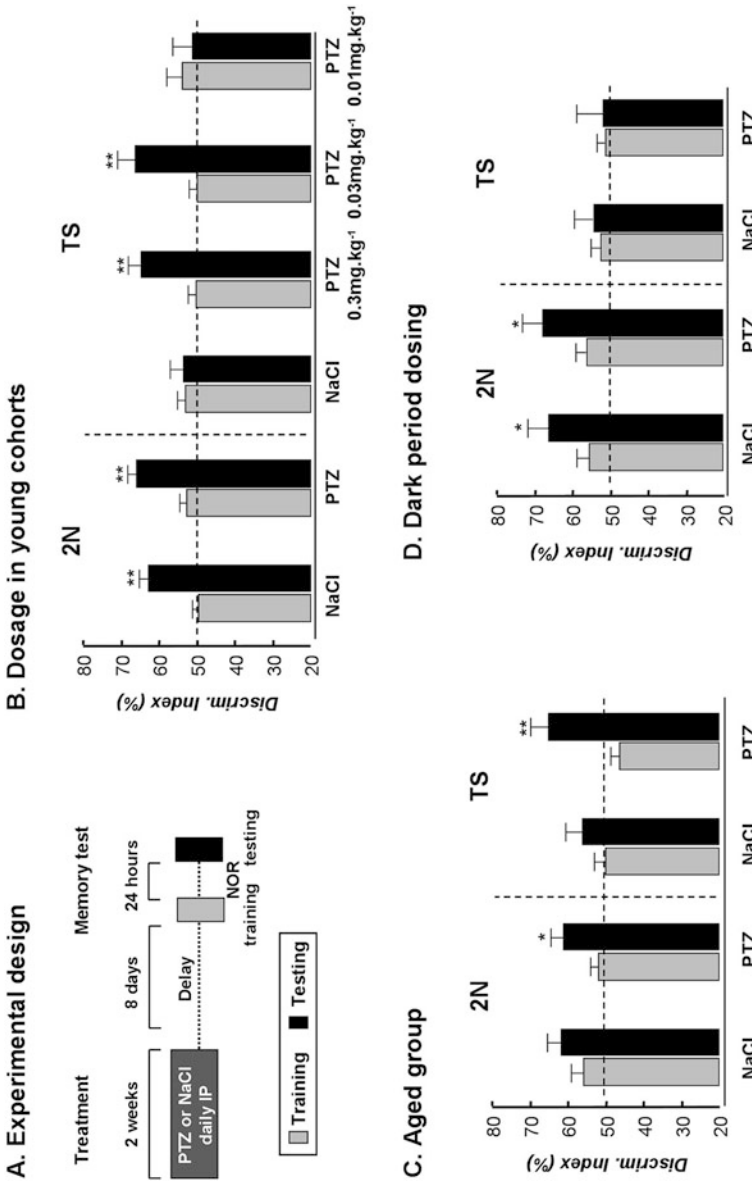 A. Experimental design
Treatment
Memory test
2 weeks
8 days
24 hours
PTZ or NaCl
daily IP
Delay
NOR
training testing
Training
Testing
B. Dosage in young cohorts
2N
TS
Discrim. Index (%)
80
70
60
50
40
30
20
**
**
**
**
NaCl
PTZ
NaCl
PTZ
0.3mg.kg⁻¹
PTZ
0.03mg.kg⁻¹
PTZ
0.01mg.kg⁻¹
C. Aged group
2N
TS
Discrim. Index (%)
80
70
60
50
40
30
20
*
**
NaCl
PTZ
NaCl
PTZ
D. Dark period dosing
2N
TS
Discrim. Index (%)
80
70
60
50
40
30
20
*
*
NaCl
PTZ
NaCl
PTZ